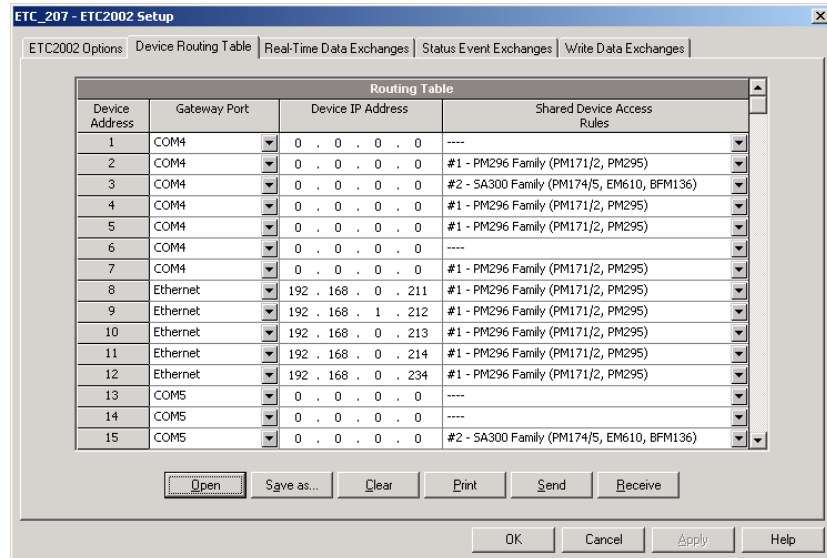 ETC_207 - ETC2002 Setup
ETC2002 Options Device Routing Table Real-Time Data Exchanges Status Event Exchanges Write Data Exchanges
Routing Table
Device Address Gateway Port Device IP Address Shared Device Access Rules
1 COM4 0 . 0 . 0 . 0 ----
2 COM4 0 . 0 . 0 . 0 #1 - PM296 Family (PM171/2, PM295)
3 COM4 0 . 0 . 0 . 0 #2 - SA300 Family (PM174/5, EM610, BFM136)
4 COM4 0 . 0 . 0 . 0 #1 - PM296 Family (PM171/2, PM295)
5 COM4 0 . 0 . 0 . 0 #1 - PM296 Family (PM171/2, PM295)
6 COM4 0 . 0 . 0 . 0 ----
7 COM4 0 . 0 . 0 . 0 #1 - PM296 Family (PM171/2, PM295)
8 Ethernet 192 . 168 . 0 . 211 #1 - PM296 Family (PM171/2, PM295)
9 Ethernet 192 . 168 . 1 . 212 #1 - PM296 Family (PM171/2, PM295)
10 Ethernet 192 . 168 . 0 . 213 #1 - PM296 Family (PM171/2, PM295)
11 Ethernet 192 . 168 . 0 . 214 #1 - PM296 Family (PM171/2, PM295)
12 Ethernet 192 . 168 . 0 . 234 #1 - PM296 Family (PM171/2, PM295)
13 COM5 0 . 0 . 0 . 0 ----
14 COM5 0 . 0 . 0 . 0 ----
15 COM5 0 . 0 . 0 . 0 #2 - SA300 Family (PM174/5, EM610, BFM136)
Open Save as... Clear Print Send Receive
OK Cancel Apply Help